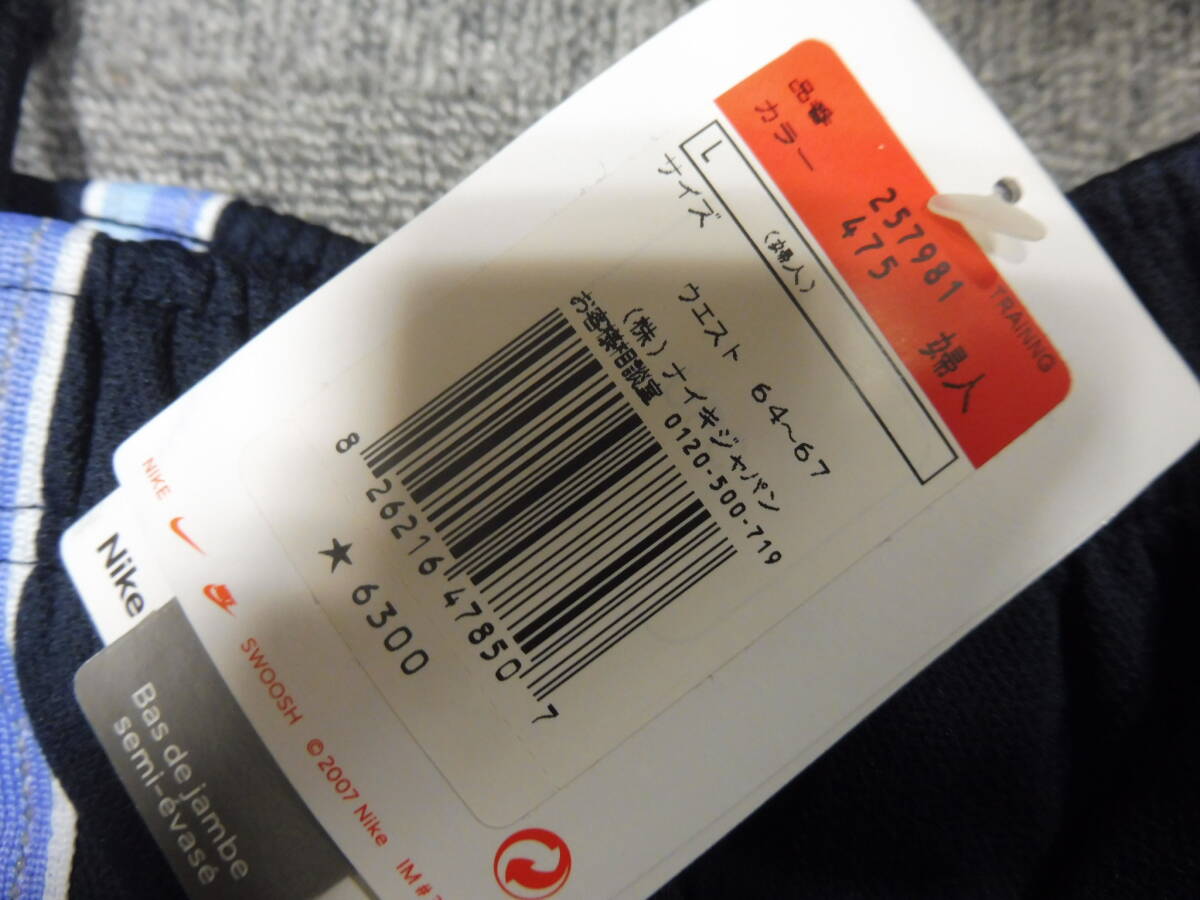 TRAINNG
品番 257981 婦人
カラー 475
L (婦人)
サイズ ウエスト 64~67
(株)ナイキジャパン
お客様相談室 0120-500-719
8 26216 47850 7
★6300
NIKE SWOOSH ©2007 Nike IM #
Nike
Bas de jambe
semi-évasé